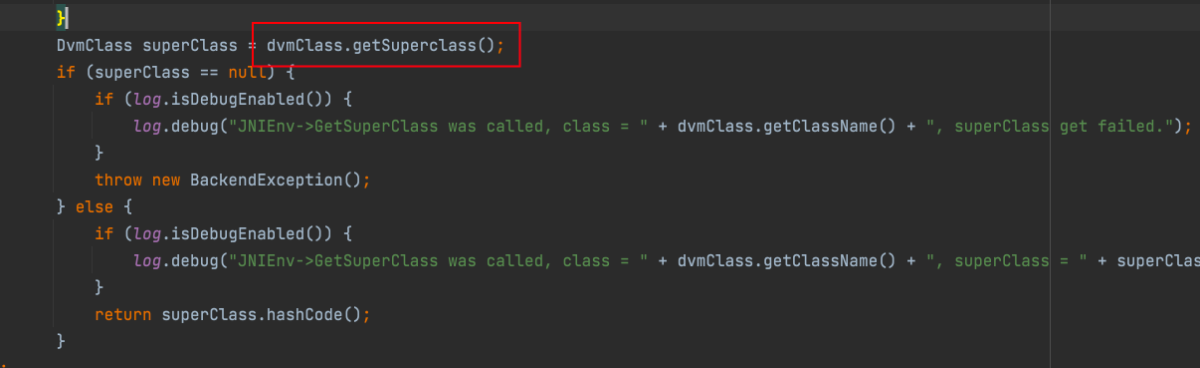 }
DvmClass superClass = dvmClass.getSuperclass();
if (superClass == null) {
if (log.isDebugEnabled()) {
log.debug("JNIEnv->GetSuperClass was called, class = " + dvmClass.getClassName() + ", superClass get failed.");
}
throw new BackendException();
} else {
if (log.isDebugEnabled()) {
log.debug("JNIEnv->GetSuperClass was called, class = " + dvmClass.getClassName() + ", superClass = " + superClas
}
return superClass.hashCode();
}